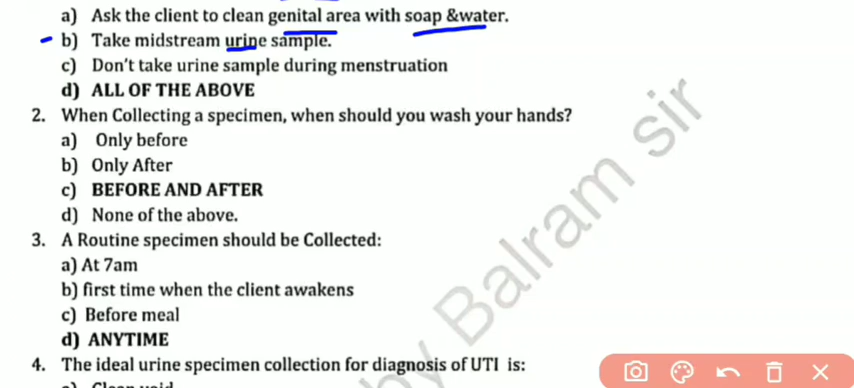 a) Ask the client to clean genital area with soap &water.
b) Take midstream urine sample.
c) Don't take urine sample during menstruation
d) ALL OF THE ABOVE
2. When Collecting a specimen, when should you wash your hands?
a) Only before
b) Only After
c) BEFORE AND AFTER
d) None of the above.
3. A Routine specimen should be Collected:
a) At 7am
b) first time when the client awakens
c) Before meal
d) ANYTIME
4. The ideal urine specimen collection for diagnosis of UTI is:
by Balram sir